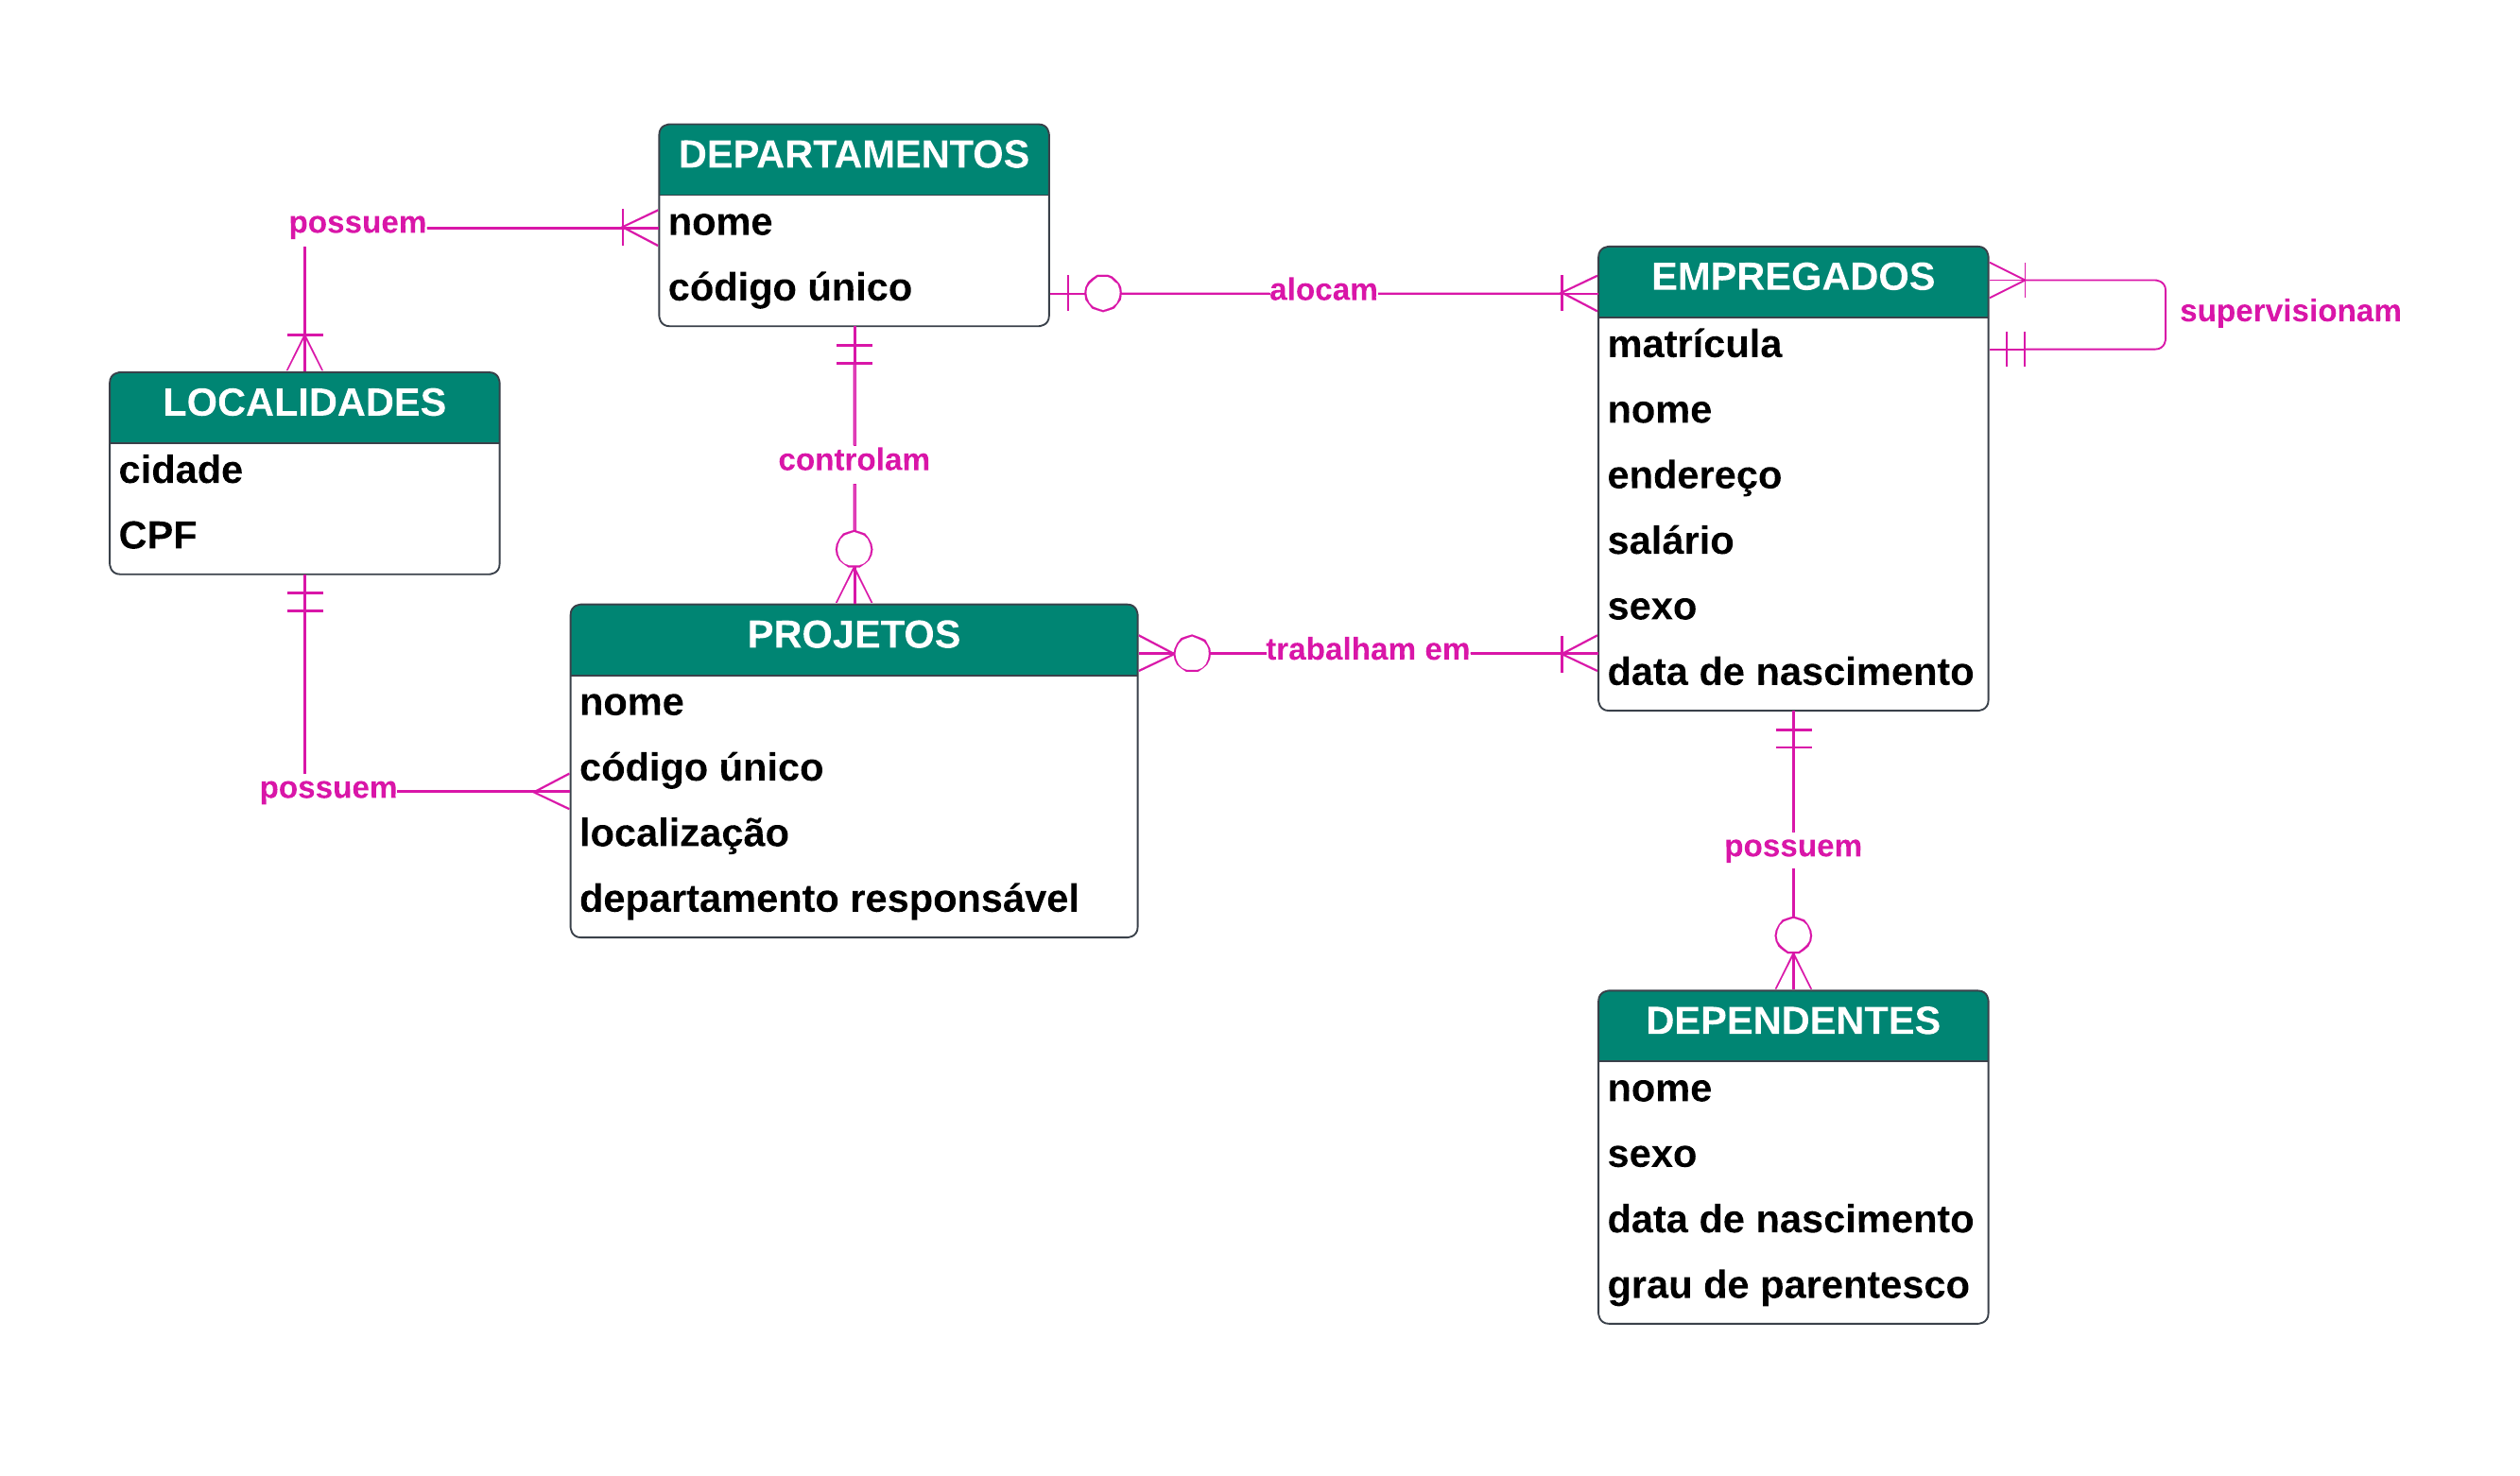 DEPARTAMENTOS
nome
código único
possuem
alocam
EMPREGADOS
matrícula
nome
endereço
salário
sexo
data de nascimento
supervisionam
LOCALIDADES
cidade
CPF
controlam
PROJETOS
nome
código único
localização
departamento responsável
trabalham em
possuem
possuem
DEPENDENTES
nome
sexo
data de nascimento
grau de parentesco